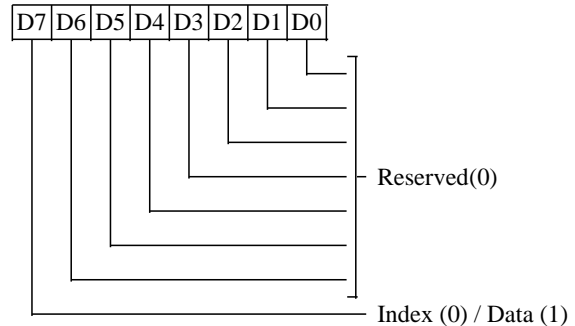 D7 D6 D5 D4 D3 D2 D1 D0
Reserved(0)
Index (0) / Data (1)